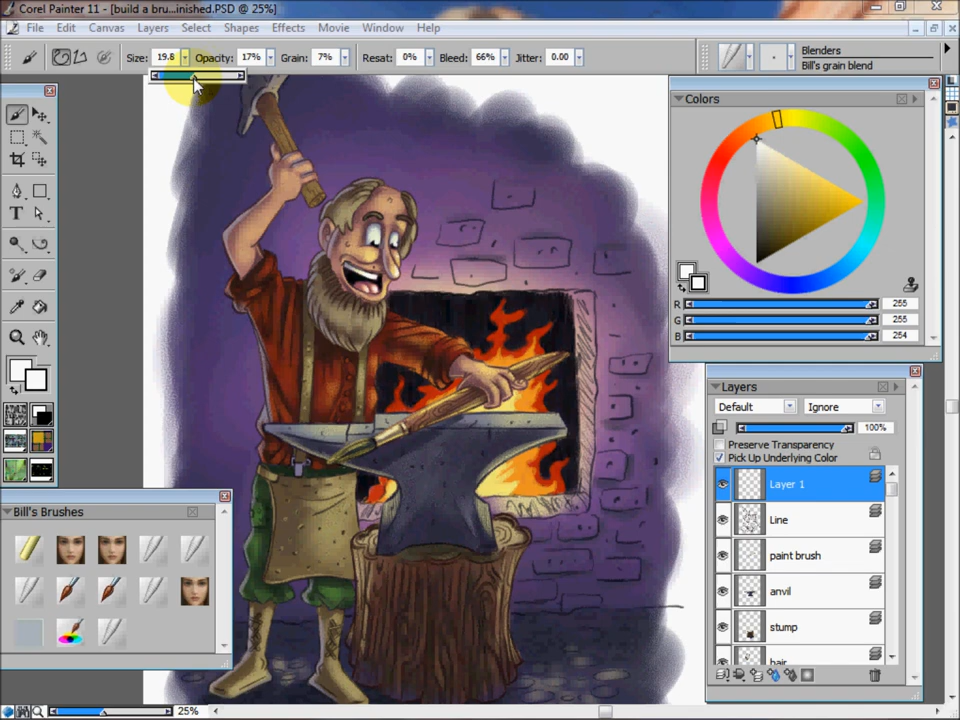 Corel Painter 11 - [build a bru...inished.PSD @ 25%]
File Edit Canvas Layers Select Shapes Effects Movie Window Help
Size: 19.8 Opacity: 17% Grain: 7% Resat: 0% Bleed: 66% Jitter: 0.00
Blenders
Bill's grain blend
Colors
R 255
G 255
B 254
Layers
Default Ignore
100%
Preserve Transparency
Pick Up Underlying Color
Layer 1
Line
paint brush
anvil
stump
hair
Bill's Brushes
25%
25%